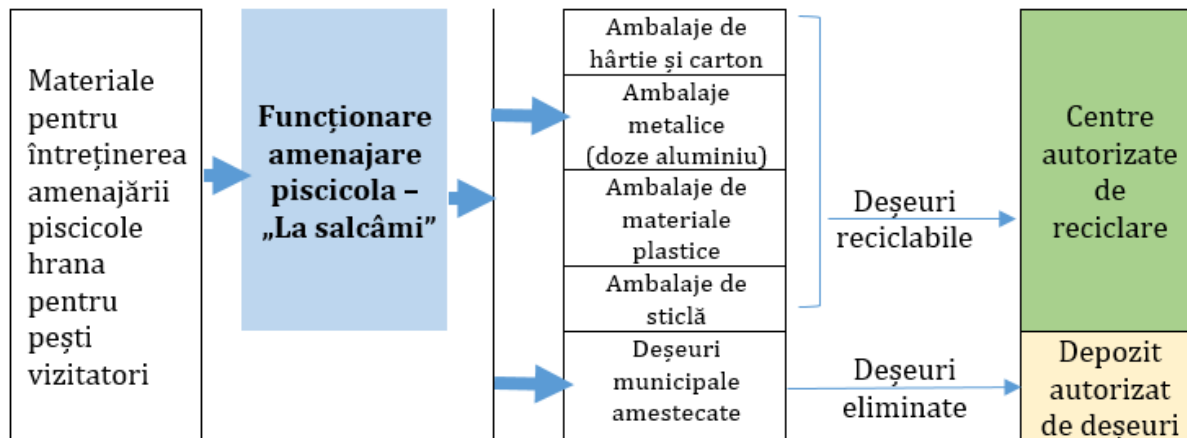 Materiale
pentru
întreținerea
amenajării
piscicole
hrana
pentru
pești
vizitatori
Funcționare
amenajare
piscicola –
„La salcâmi”
Ambalaje de
hârtie și carton
Ambalaje
metalice
(doze aluminiu)
Ambalaje de
materiale
plastice
Ambalaje de
sticlă
Deșeuri
municipale
amestecate
Deșeuri
reciclabile
Deșeuri
eliminate
Centre
autorizate
de
reciclare
Depozit
autorizat
de deșeuri